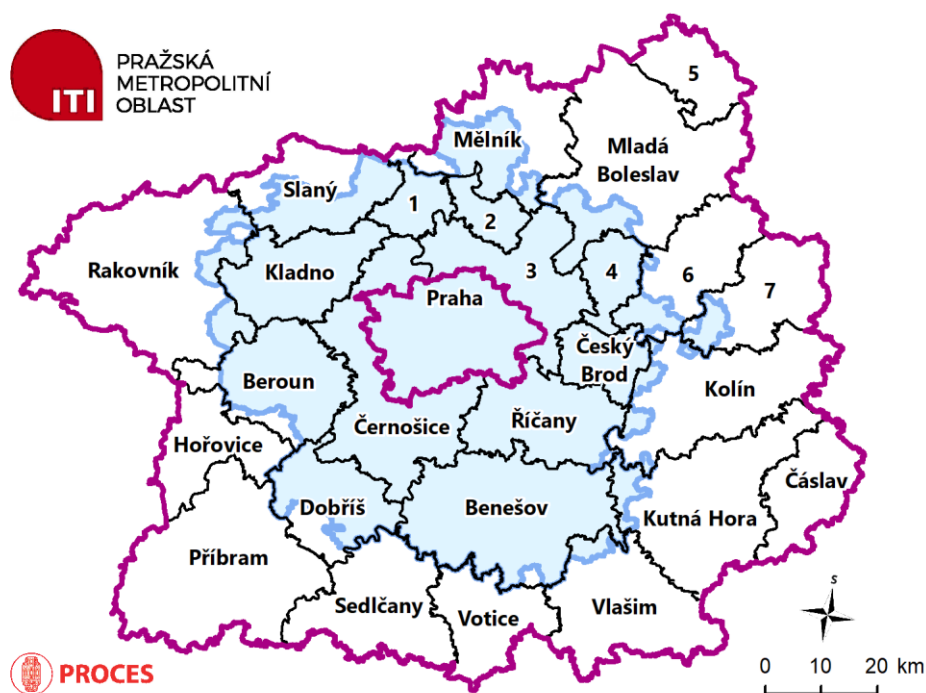 PRAŽSKÁ
METROPOLITNÍ
OBLAST
ITI
5
Mělník
Mladá
Boleslav
Slaný
1
2
3
4
6
7
Rakovník
Kladno
Praha
Český
Brod
Beroun
Kolín
Černošice
Říčany
Hořovice
Čáslav
Dobříš
Benešov
Kutná Hora
Příbram
Sedlčany
Votice
Vlašim
S
PROCES
0 10 20 km